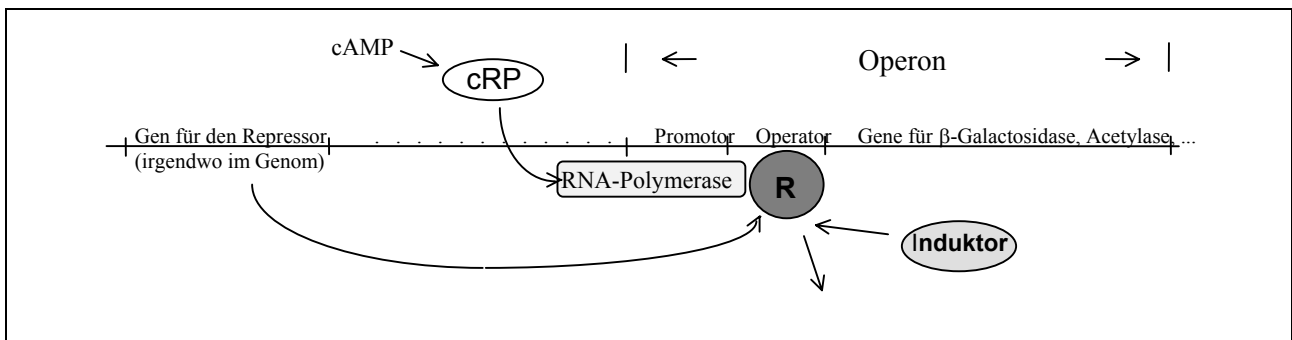 cAMP
cRP
Operon
Gen für den Repressor
(irgendwo im Genom)
Promotor
Operator
Gene für β-Galactosidase, Acetylase, ...
RNA-Polymerase
R
Induktor